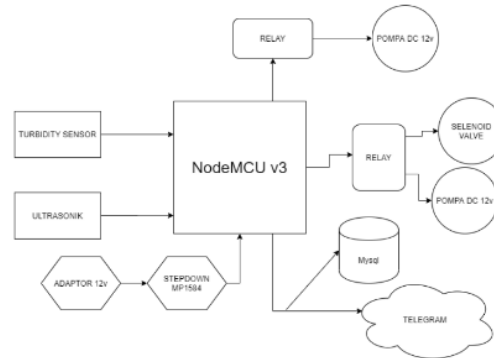 RELAY
POMPA DC 12v
TURBIDITY SENSOR
NodeMCU v3
SELENOID
VALVE
RELAY
POMPA DC 12v
ULTRASONIK
ADAPTOR 12v
STEPDOWN
MP1584
Mysql
TELEGRAM